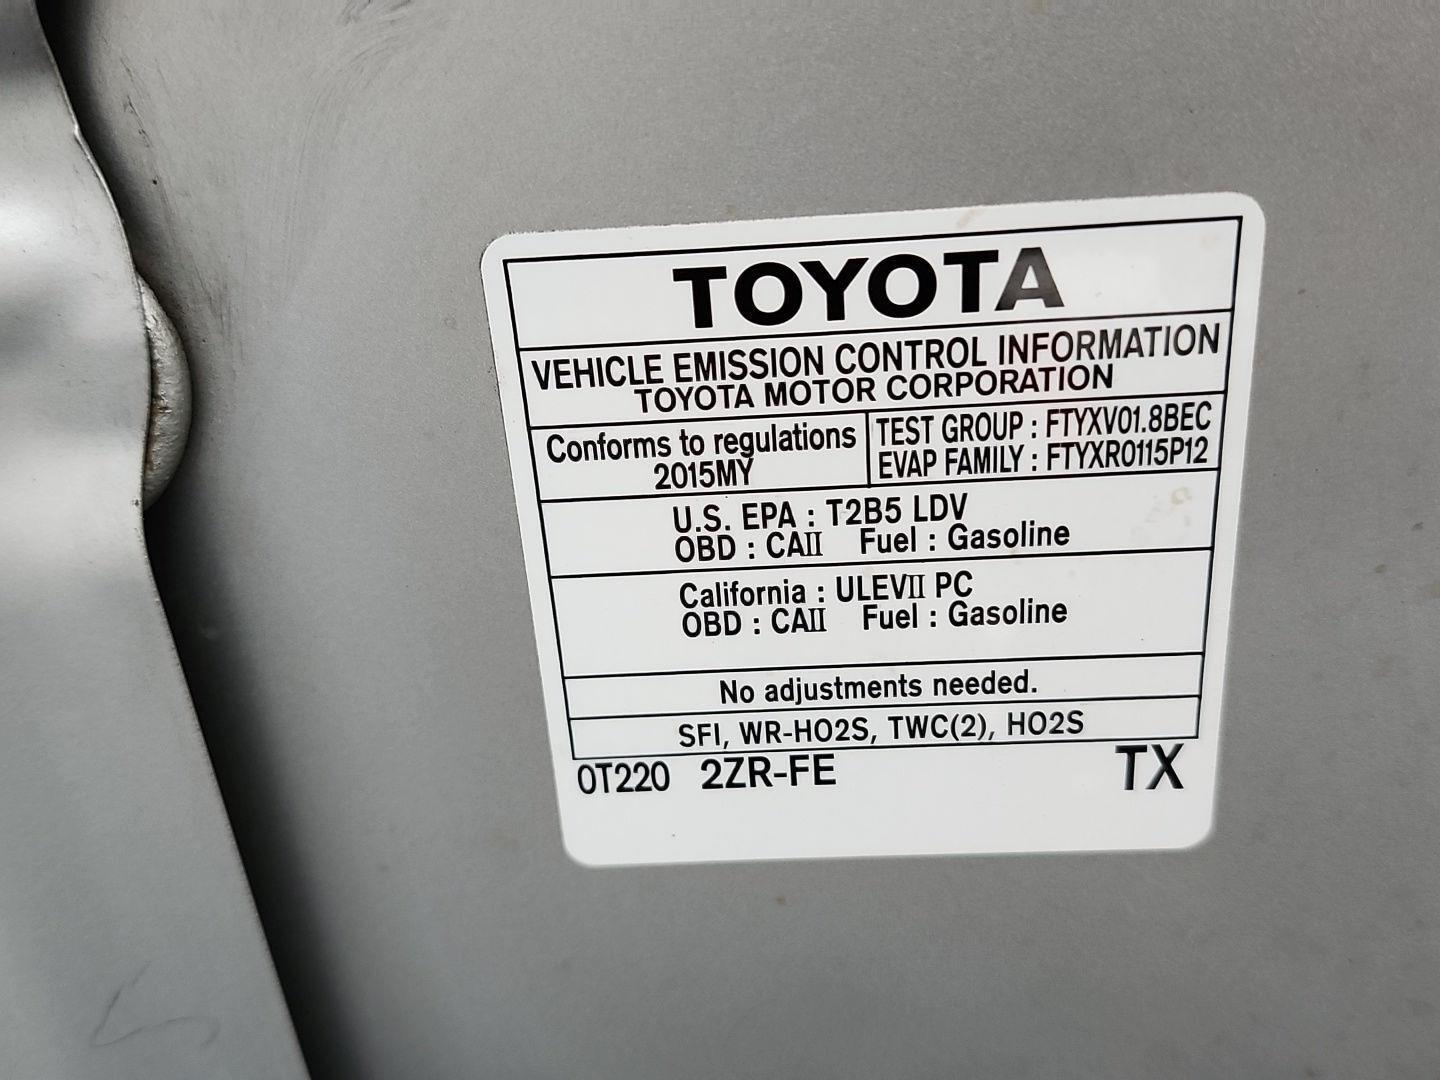 TOYOTA
VEHICLE EMISSION CONTROL INFORMATION
TOYOTA MOTOR CORPORATION
Conforms to regulations
2015MY
TEST GROUP : FTYXV01.8BEC
EVAP FAMILY : FTYXR0115P12
U.S. EPA : T2B5 LDV
OBD : CAII Fuel : Gasoline
California : ULEVII PC
OBD : CAII Fuel : Gasoline
No adjustments needed.
SFI, WR-HO2S, TWC(2), HO2S
0T220 2ZR-FE TX